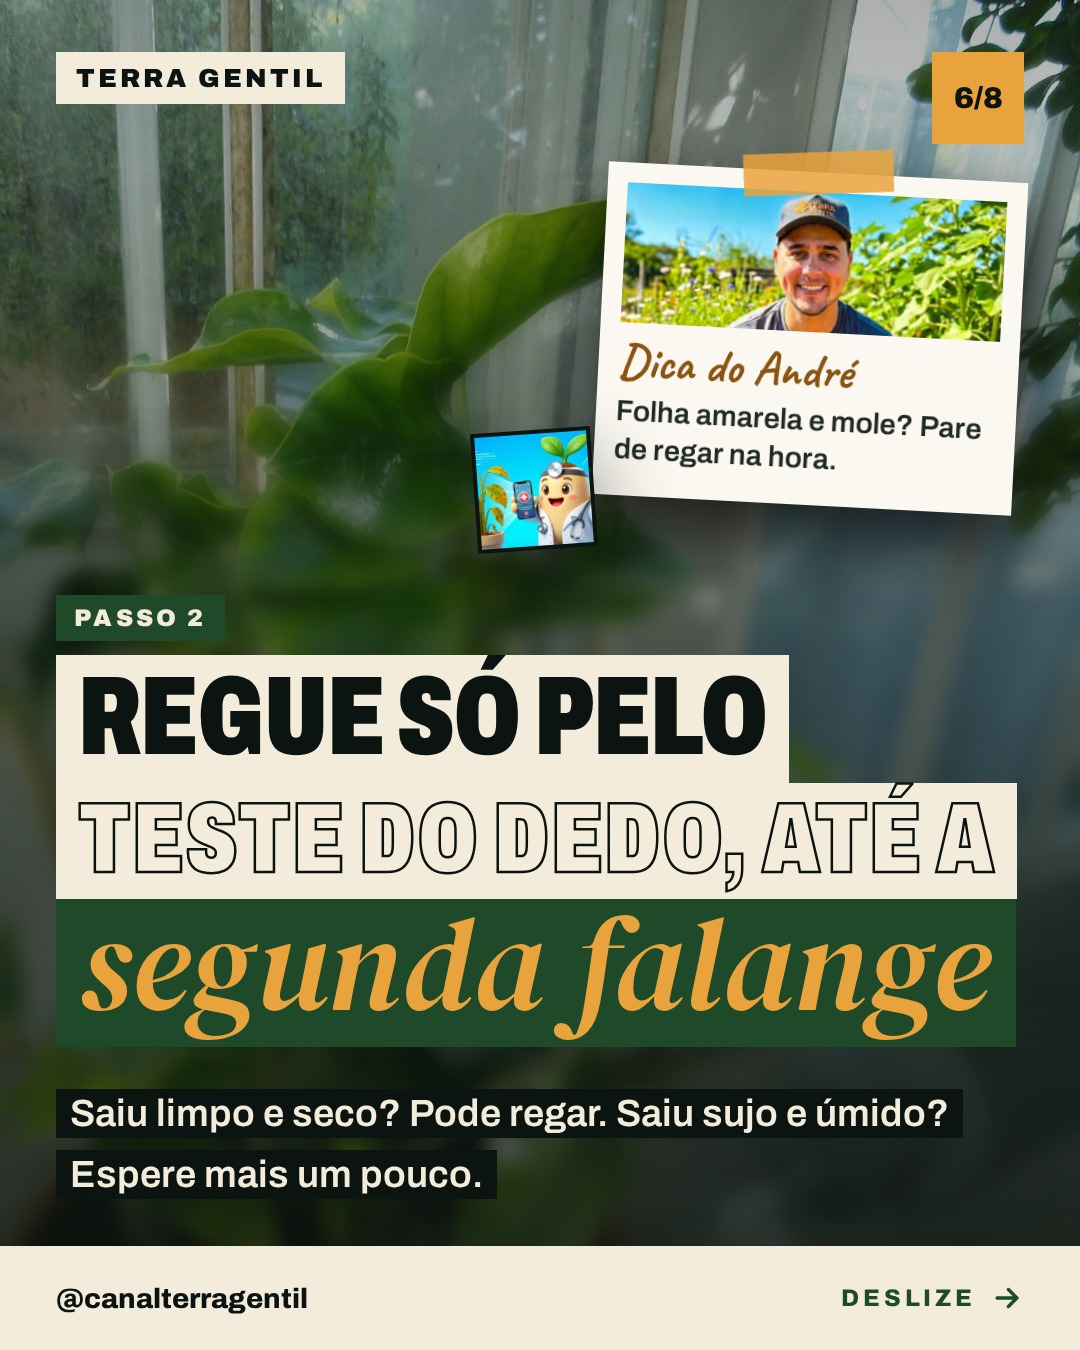 TERRA GENTIL
6/8
Dica do André
Folha amarela e mole? Pare
de regar na hora.
PASSO 2
REGUE SÓ PELO
TESTE DO DEDO, ATÉ A
segunda falange
Saiu limpo e seco? Pode regar. Saiu sujo e úmido?
Espere mais um pouco.
@canalterragentil
DESLIZE →